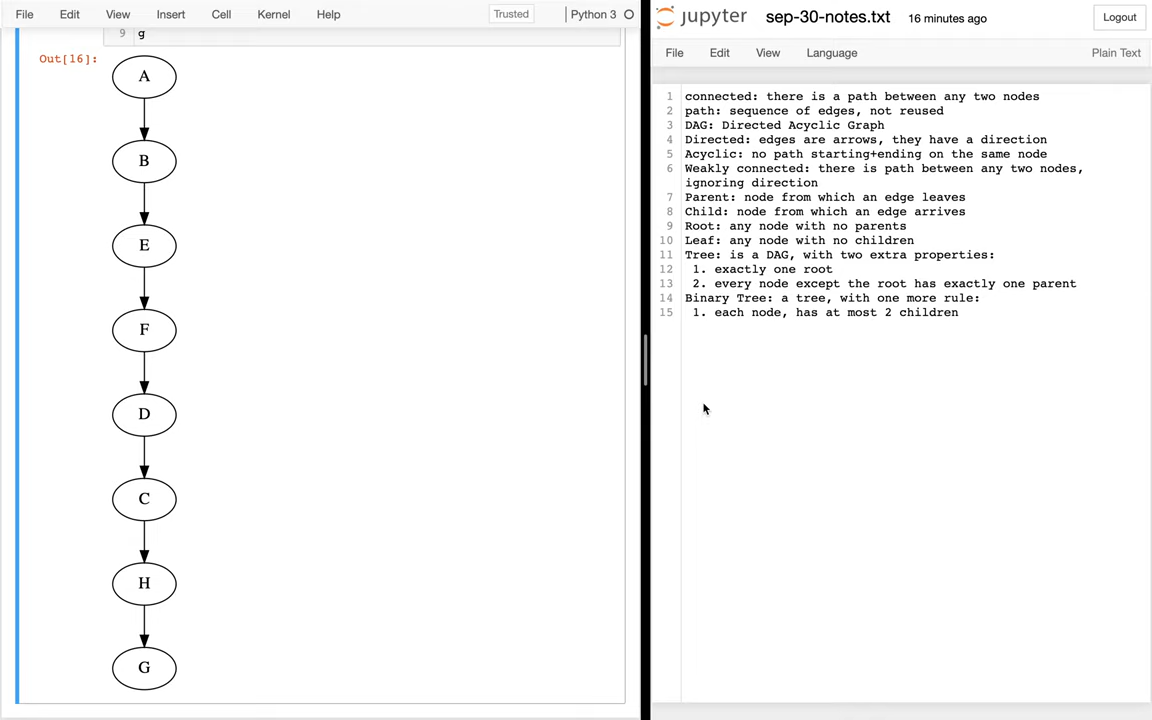 File Edit View Insert Cell Kernel Help Trusted Python 3
9 g
Out[16]:
A
B
E
F
D
C
H
G
jupyter sep-30-notes.txt 16 minutes ago Logout
File Edit View Language Plain Text
1 connected: there is a path between any two nodes
2 path: sequence of edges, not reused
3 DAG: Directed Acyclic Graph
4 Directed: edges are arrows, they have a direction
5 Acyclic: no path starting+ending on the same node
6 Weakly connected: there is path between any two nodes,
ignoring direction
7 Parent: node from which an edge leaves
8 Child: node from which an edge arrives
9 Root: any node with no parents
10 Leaf: any node with no children
11 Tree: is a DAG, with two extra properties:
12 1. exactly one root
13 2. every node except the root has exactly one parent
14 Binary Tree: a tree, with one more rule:
15 1. each node, has at most 2 children